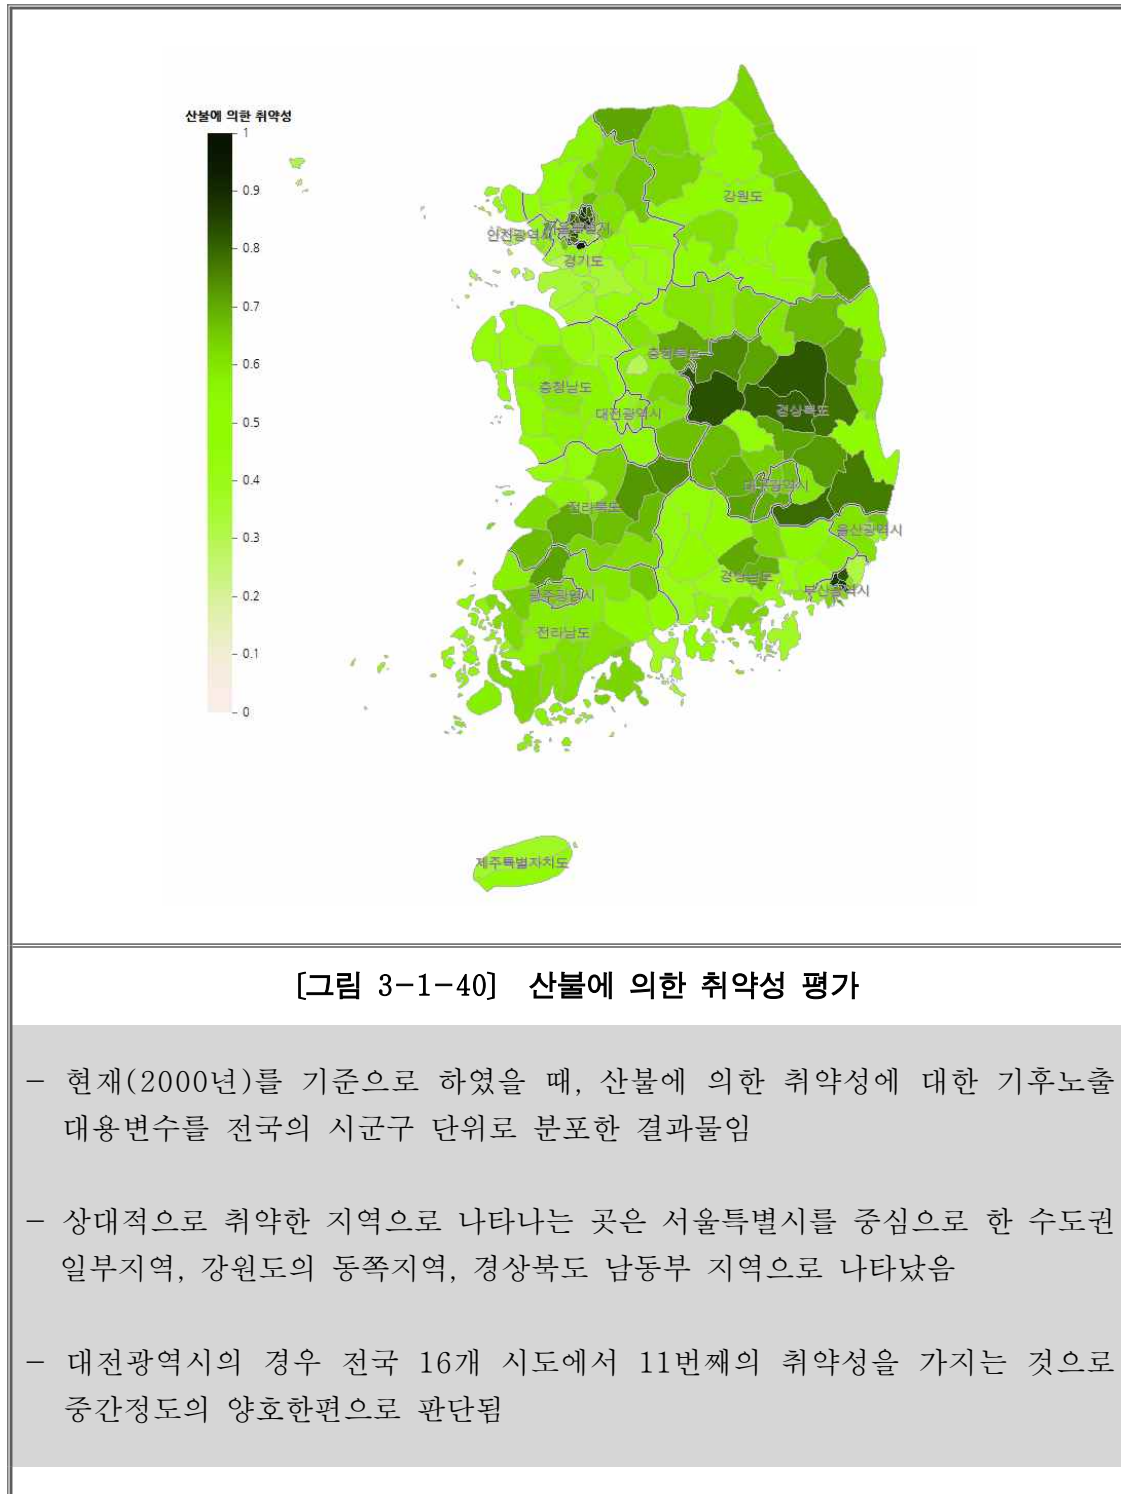 산불에 의한 취약성
1
0.9
0.8
0.7
0.6
0.5
0.4
0.3
0.2
0.1
0
강원도
인천광역시
경기도
충청북도
충청남도
대전광역시
경상북도
대구광역시
전라북도
울산광역시
경상남도
부산광역시
광주광역시
전라남도
제주특별자치도
[그림 3-1-40] 산불에 의한 취약성 평가
- 현재(2000년)를 기준으로 하였을 때, 산불에 의한 취약성에 대한 기후노출
대용변수를 전국의 시군구 단위로 분포한 결과물임
- 상대적으로 취약한 지역으로 나타나는 곳은 서울특별시를 중심으로 한 수도권
일부지역, 강원도의 동쪽지역, 경상북도 남동부 지역으로 나타났음
- 대전광역시의 경우 전국 16개 시도에서 11번째의 취약성을 가지는 것으로
중간정도의 양호한편으로 판단됨